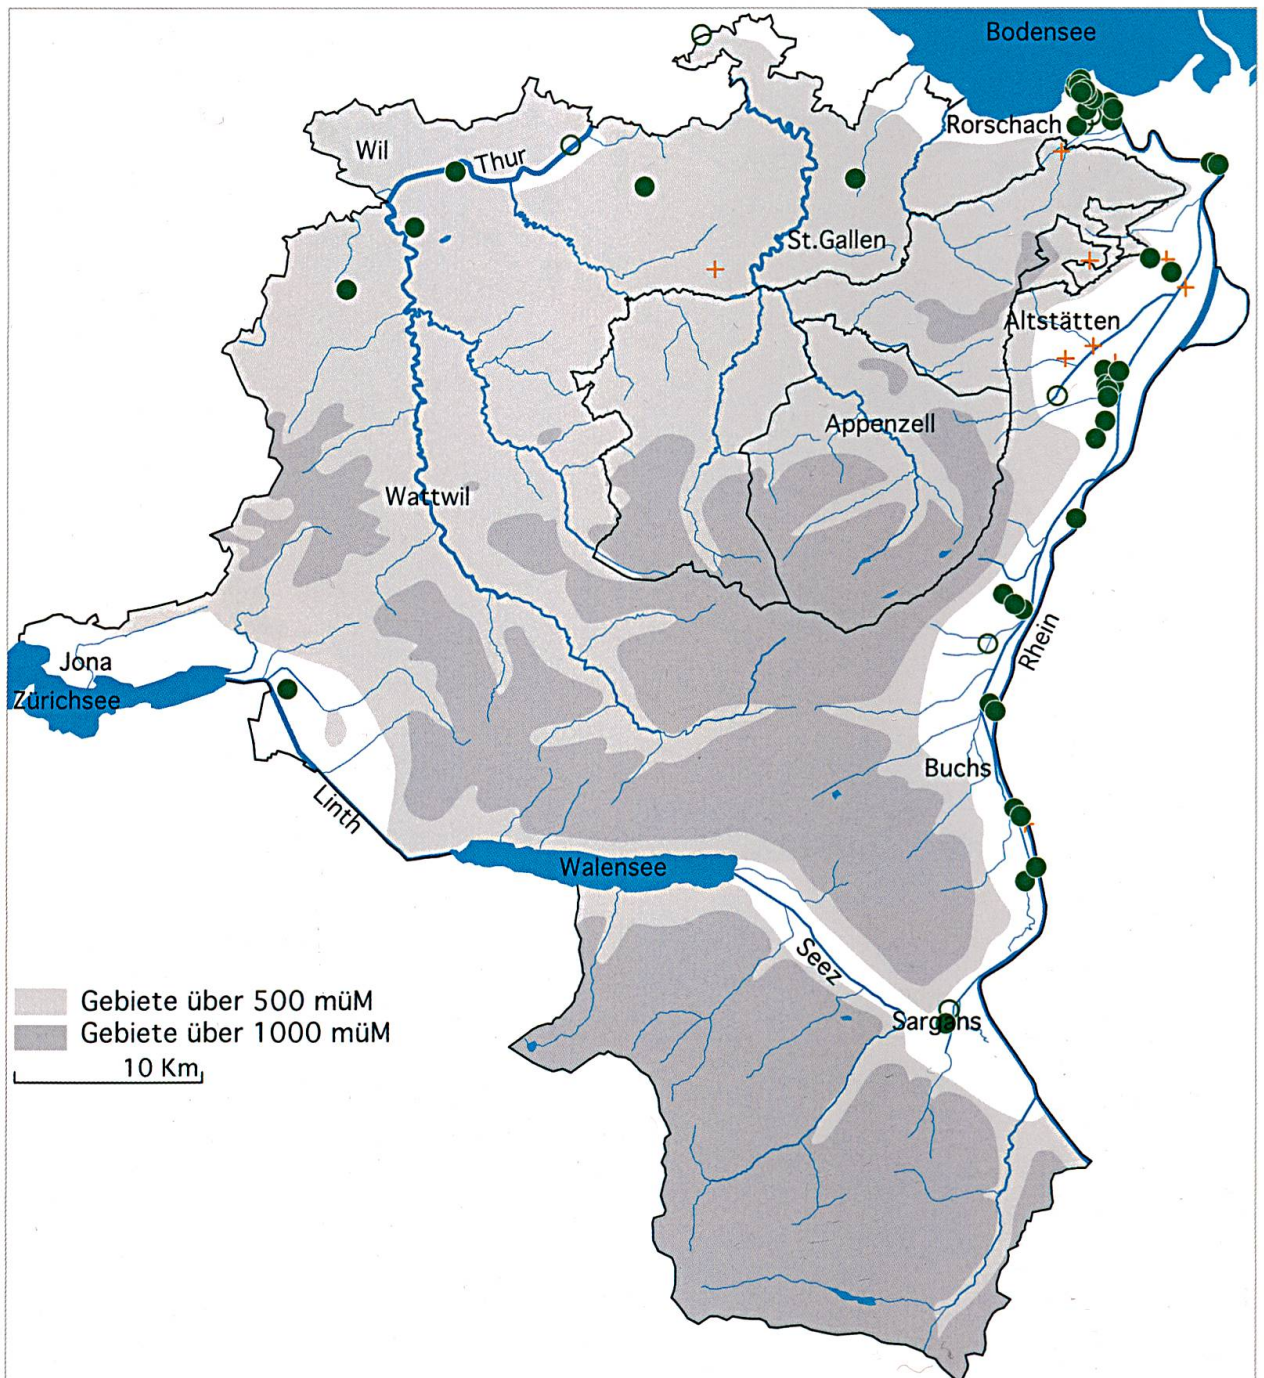 Bodensee
Rorschach
Wil
Thur
St.Gallen
Altstätten
Appenzell
Wattwil
Rhein
Jona
Zürichsee
Buchs
Linth
Walensee
Seez
Gebiete über 500 müM
Sargans
Gebiete über 1000 müM
10 Km